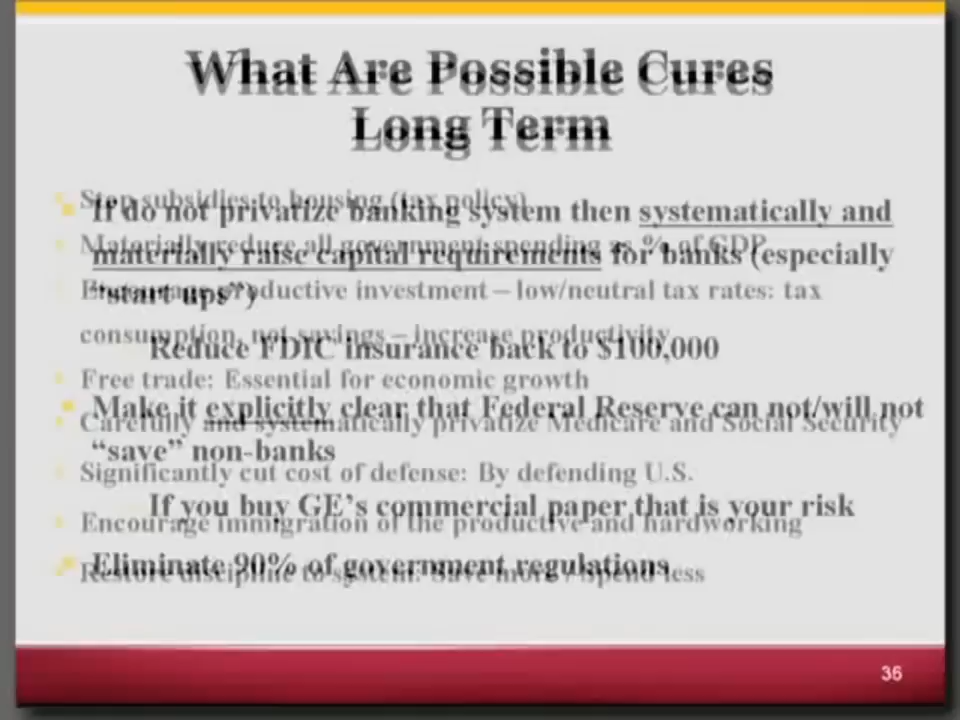 What Are Possible Cures
Long Term
If do not privatize banking system then systematically and
materially raise capital requirements for banks (especially
“start ups”)
Reduce FDIC insurance back to $100,000
Make it explicitly clear that Federal Reserve can not/will not
“save” non-banks
If you buy GE’s commercial paper that is your risk
Eliminate 90% of government regulations
Stop subsidies to housing (tax policy)
Materially reduce all government spending as % of GDP
Encourage productive investment – low/neutral tax rates: tax
consumption, not savings – increase productivity
Free trade: Essential for economic growth
Carefully and systematically privatize Medicare and Social Security
Significantly cut cost of defense: By defending U.S.
Encourage immigration of the productive and hardworking
Restore discipline to system: Save more / Spend less
36